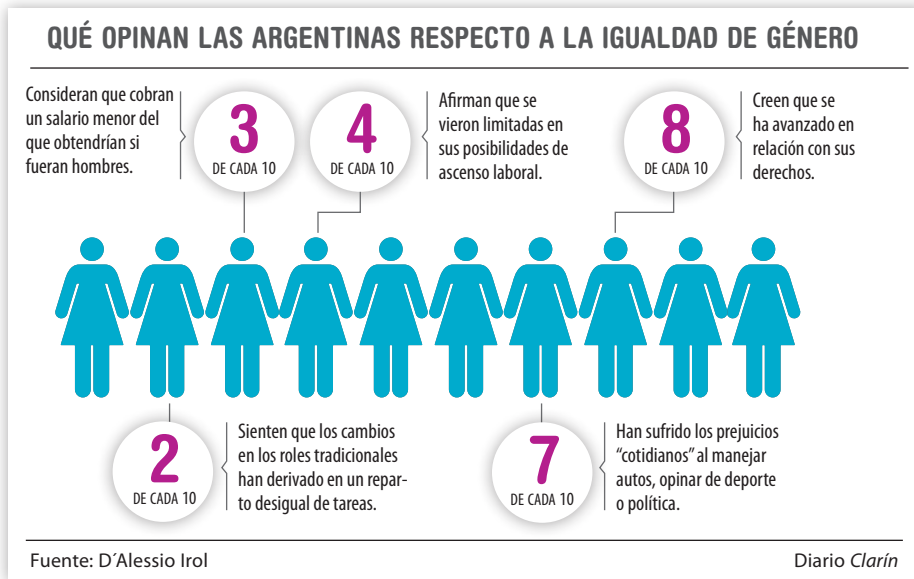 QUÉ OPINAN LAS ARGENTINAS RESPECTO A LA IGUALDAD DE GÉNERO
Consideran que cobran
un salario menor del
que obtendrían si
fueran hombres.
3
DE CADA 10
4
DE CADA 10
Afirman que se
vieron limitadas en
sus posibilidades de
ascenso laboral.
8
DE CADA 10
Creen que se
ha avanzado en
relación con sus
derechos.
2
DE CADA 10
Sienten que los cambios
en los roles tradicionales
han derivado en un repar-
to desigual de tareas.
7
DE CADA 10
Han sufrido los prejuicios
“cotidianos” al manejar
autos, opinar de deporte
o política.
Fuente: D´Alessio Irol
Diario Clarín